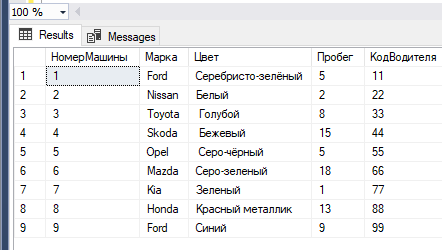 100 %
Results Messages
НомерМашины Марка Цвет Пробег КодВодителя
1 1 Ford Серебристо-зелёный 5 11
2 2 Nissan Белый 2 22
3 3 Toyota Голубой 8 33
4 4 Skoda Бежевый 15 44
5 5 Opel Серо-чёрный 5 55
6 6 Mazda Серо-зеленый 18 66
7 7 Kia Зеленый 1 77
8 8 Honda Красный металлик 13 88
9 9 Ford Синий 9 99